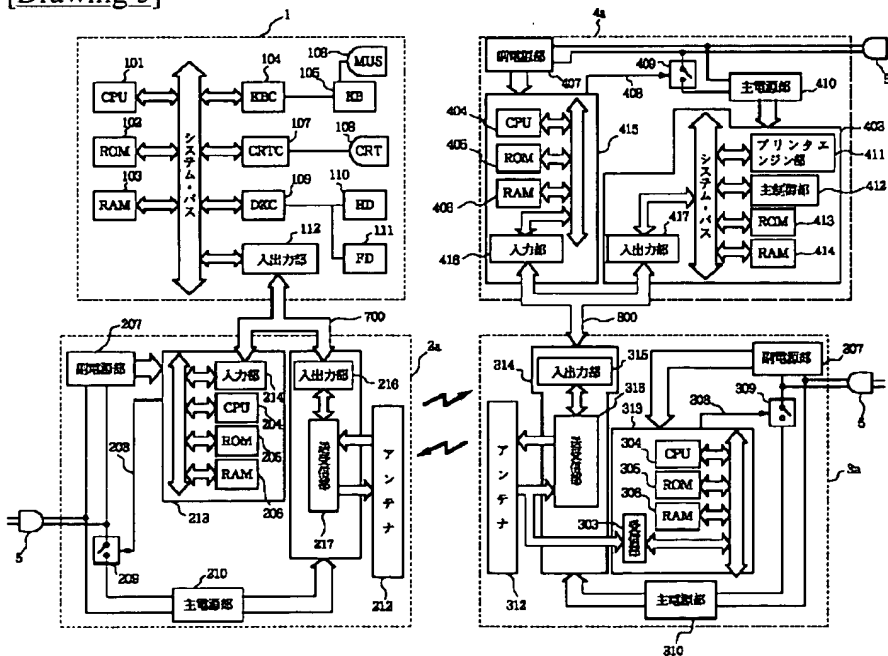 [Drawing 3]
1
101
CPU
102
ROM
103
RAM
システム・バス
104
KBC
105
KB
106
MUS
107
CRTC
108
CRT
109
110
HD
111
FD
112
入出力部
700
4a
副電源部
407
408
409
主電源部
410
5
404
CPU
405
ROM
406
RAM
415
416
入力部
403
システム・バス
プリンタエンジン部
411
主制御部
412
ROM
413
RAM
414
417
入出力部
800
2a
207
副電源部
208
209
5
入力部
214
CPU
204
ROM
205
RAM
206
213
入出力部
216
217
アンテナ
212
主電源部
210
3a
314
入出力部
315
316
アンテナ
312
副電源部
207
208
309
5
313
304
CPU
305
ROM
306
RAM
303
主電源部
310